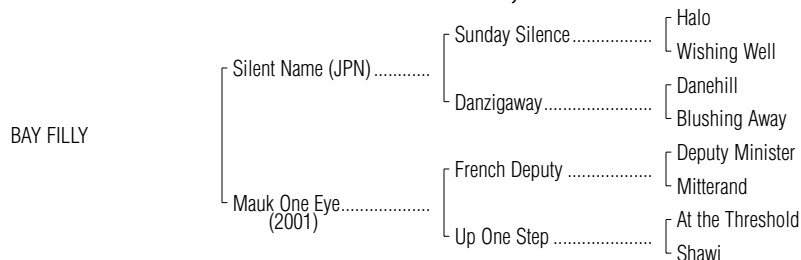 Halo
Sunday Silence.................
Wishing Well
Silent Name (JPN)............
Danehill
Danzigaway.......................
Blushing Away
BAY FILLY
Deputy Minister
French Deputy ..................
Mitterand
Mauk One Eye...................
(2001)
At the Threshold
Up One Step .....................
Shawi